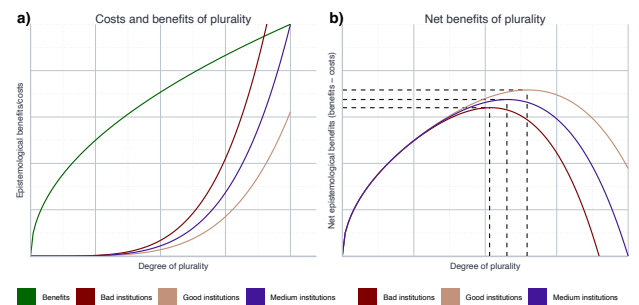 a)
Costs and benefits of plurality
Epistemological benefits/costs
Degree of plurality
Benefits
Bad institutions
Good institutions
Medium institutions
b)
Net benefits of plurality
Net epistemological benefits (benefits − costs)
Degree of plurality
Bad institutions
Good institutions
Medium institutions